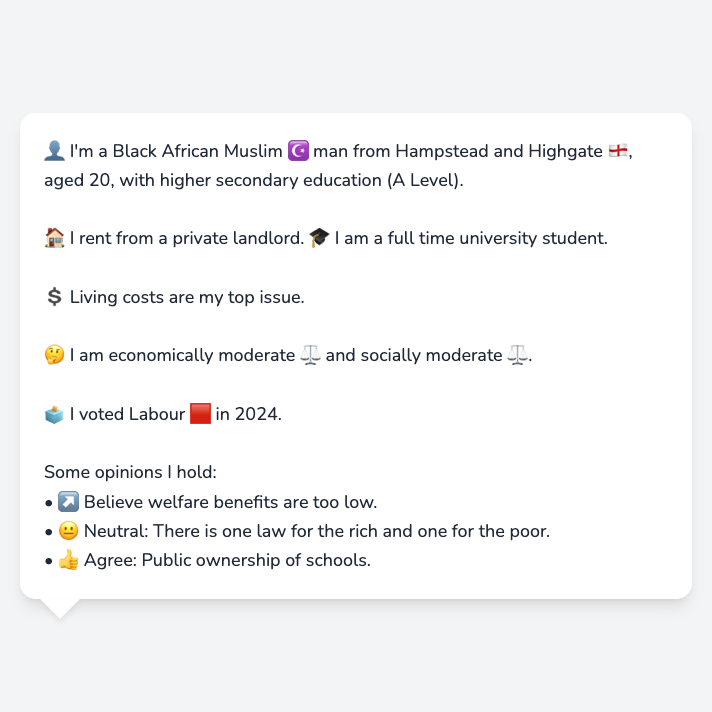 👤 I'm a Black African Muslim ☪️ man from Hampstead and Highgate 🏴󠁧󠁢󠁥󠁮󠁧󠁿,
aged 20, with higher secondary education (A Level).
🏠 I rent from a private landlord. 🎓 I am a full time university student.
💲 Living costs are my top issue.
🤔 I am economically moderate ⚖️ and socially moderate ⚖️.
🗳️ I voted Labour 🟥 in 2024.
Some opinions I hold:
• ↗️ Believe welfare benefits are too low.
• 😐 Neutral: There is one law for the rich and one for the poor.
• 👍 Agree: Public ownership of schools.